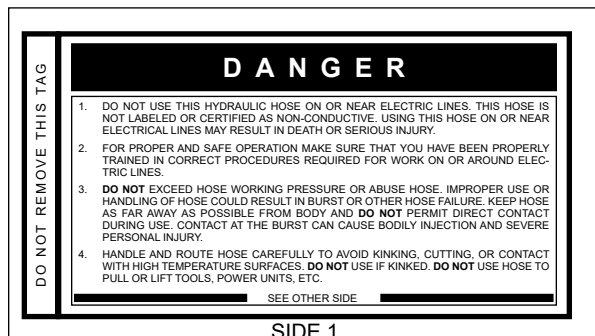 DO NOT REMOVE THIS TAG
DANGER
1. DO NOT USE THIS HYDRAULIC HOSE ON OR NEAR ELECTRIC LINES. THIS HOSE IS
NOT LABELED OR CERTIFIED AS NON-CONDUCTIVE. USING THIS HOSE ON OR NEAR
ELECTRICAL LINES MAY RESULT IN DEATH OR SERIOUS INJURY.
2. FOR PROPER AND SAFE OPERATION MAKE SURE THAT YOU HAVE BEEN PROPERLY
TRAINED IN CORRECT PROCEDURES REQUIRED FOR WORK ON OR AROUND ELEC-
TRIC LINES.
3. DO NOT EXCEED HOSE WORKING PRESSURE OR ABUSE HOSE. IMPROPER USE OR
HANDLING OF HOSE COULD RESULT IN BURST OR OTHER HOSE FAILURE. KEEP HOSE
AS FAR AWAY AS POSSIBLE FROM BODY AND DO NOT PERMIT DIRECT CONTACT
DURING USE. CONTACT AT THE BURST CAN CAUSE BODILY INJECTION AND SEVERE
PERSONAL INJURY.
4. HANDLE AND ROUTE HOSE CAREFULLY TO AVOID KINKING, CUTTING, OR CONTACT
WITH HIGH TEMPERATURE SURFACES. DO NOT USE IF KINKED. DO NOT USE HOSE TO
PULL OR LIFT TOOLS, POWER UNITS, ETC.
SEE OTHER SIDE
SIDE 1